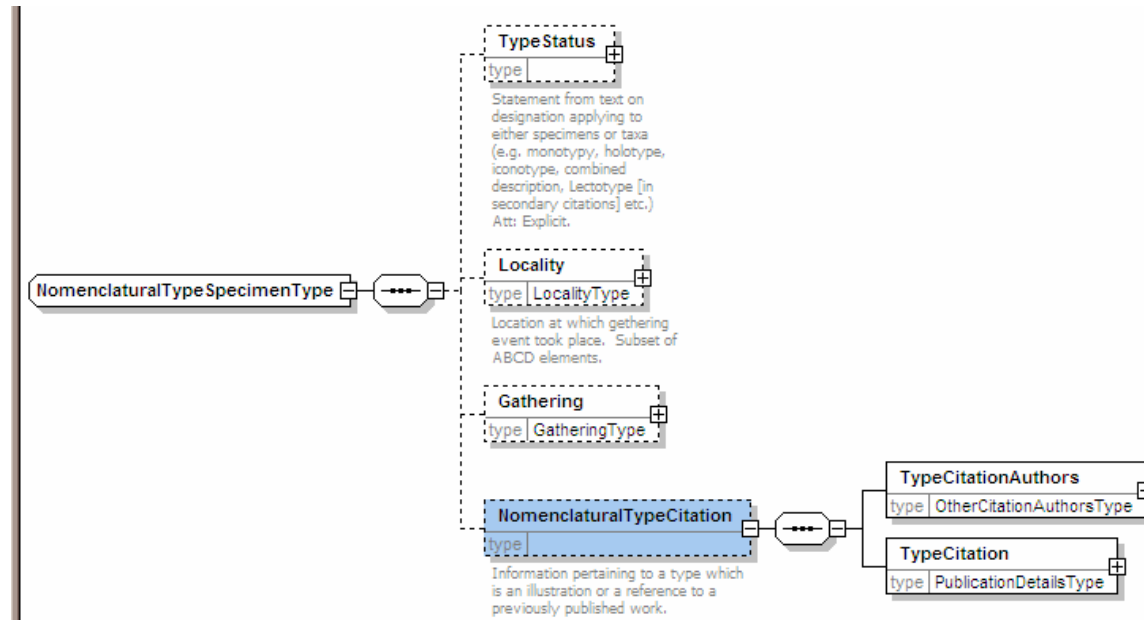 TypeStatus
type
Statement from text on
designation applying to
either specimens or taxa
(e.g. monotypy, holotype,
iconotype, combined
description, Lectotype [in
secondary citations] etc.)
Att: Explicit.
Locality
type LocalityType
Location at which gethering
event took place. Subset of
ABCD elements.
NomenclaturalTypeSpecimenType
Gathering
type GatheringType
NomenclaturalTypeCitation
type
Information pertaining to a type which
is an illustration or a reference to a
previously published work.
TypeCitationAuthors
type OtherCitationAuthorsType
TypeCitation
type PublicationDetailsType